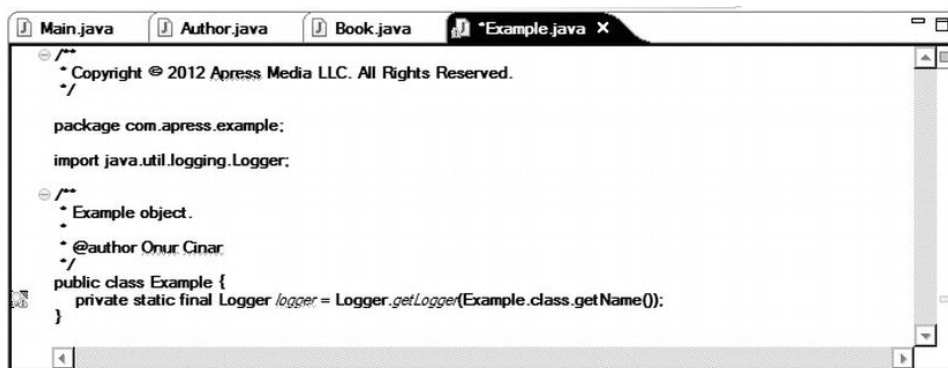 Main.java Author.java Book.java *Example.java
/**
* Copyright © 2012 Apress Media LLC. All Rights Reserved.
*/
package com.apress.example;
import java.util.logging.Logger;
/**
* Example object.
*
* @author Onur Cinar
*/
public class Example {
private static final Logger logger = Logger.getLogger(Example.class.getName());
}